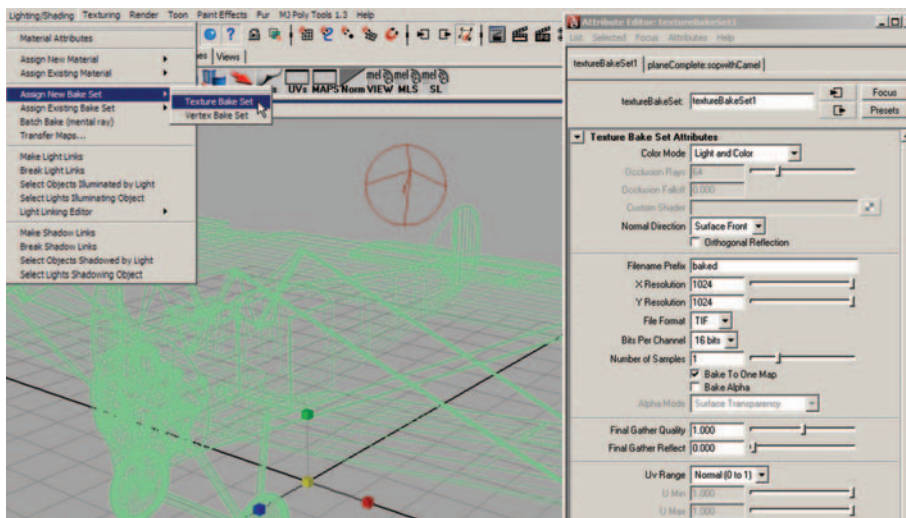 Lighting/Shading Texturing Render Toon Paint Effects Fur MJ Poly Tools 1.3 Help
Material Attributes
Assign New Material
Assign Existing Material
Assign New Bake Set
Assign Existing Bake Set
Batch Bake (mental ray)
Transfer Maps...
Make Light Links
Break Light Links
Select Objects Illuminated by Light
Select Lights Illuminating Object
Light Linking Editor
Make Shadow Links
Break Shadow Links
Select Objects Shadowed by Light
Select Lights Shadowing Object
Texture Bake Set
Vertex Bake Set
Views
UVs MAPS Norm VIEW MLS SL
mel mel mel
Attribute Editor: textureBakeSet1
List Selected Focus Attributes Help
textureBakeSet1 planeComplete:sopwithCamel
textureBakeSet: textureBakeSet1
Focus
Presets
Texture Bake Set Attributes
Color Mode Light and Color
Occlusion Rays 64
Occlusion Falloff 0.000
Custom Shader
Normal Direction Surface Front
Orthogonal Reflection
Filename Prefix baked
X Resolution 1024
Y Resolution 1024
File Format TIF
Bits Per Channel 16 bits
Number of Samples 1
Bake To One Map
Bake Alpha
Alpha Mode Surface Transparency
Final Gather Quality 1.000
Final Gather Reflect 0.000
Uv Range Normal (0 to 1)
U Min 1.000
U Max 1.000